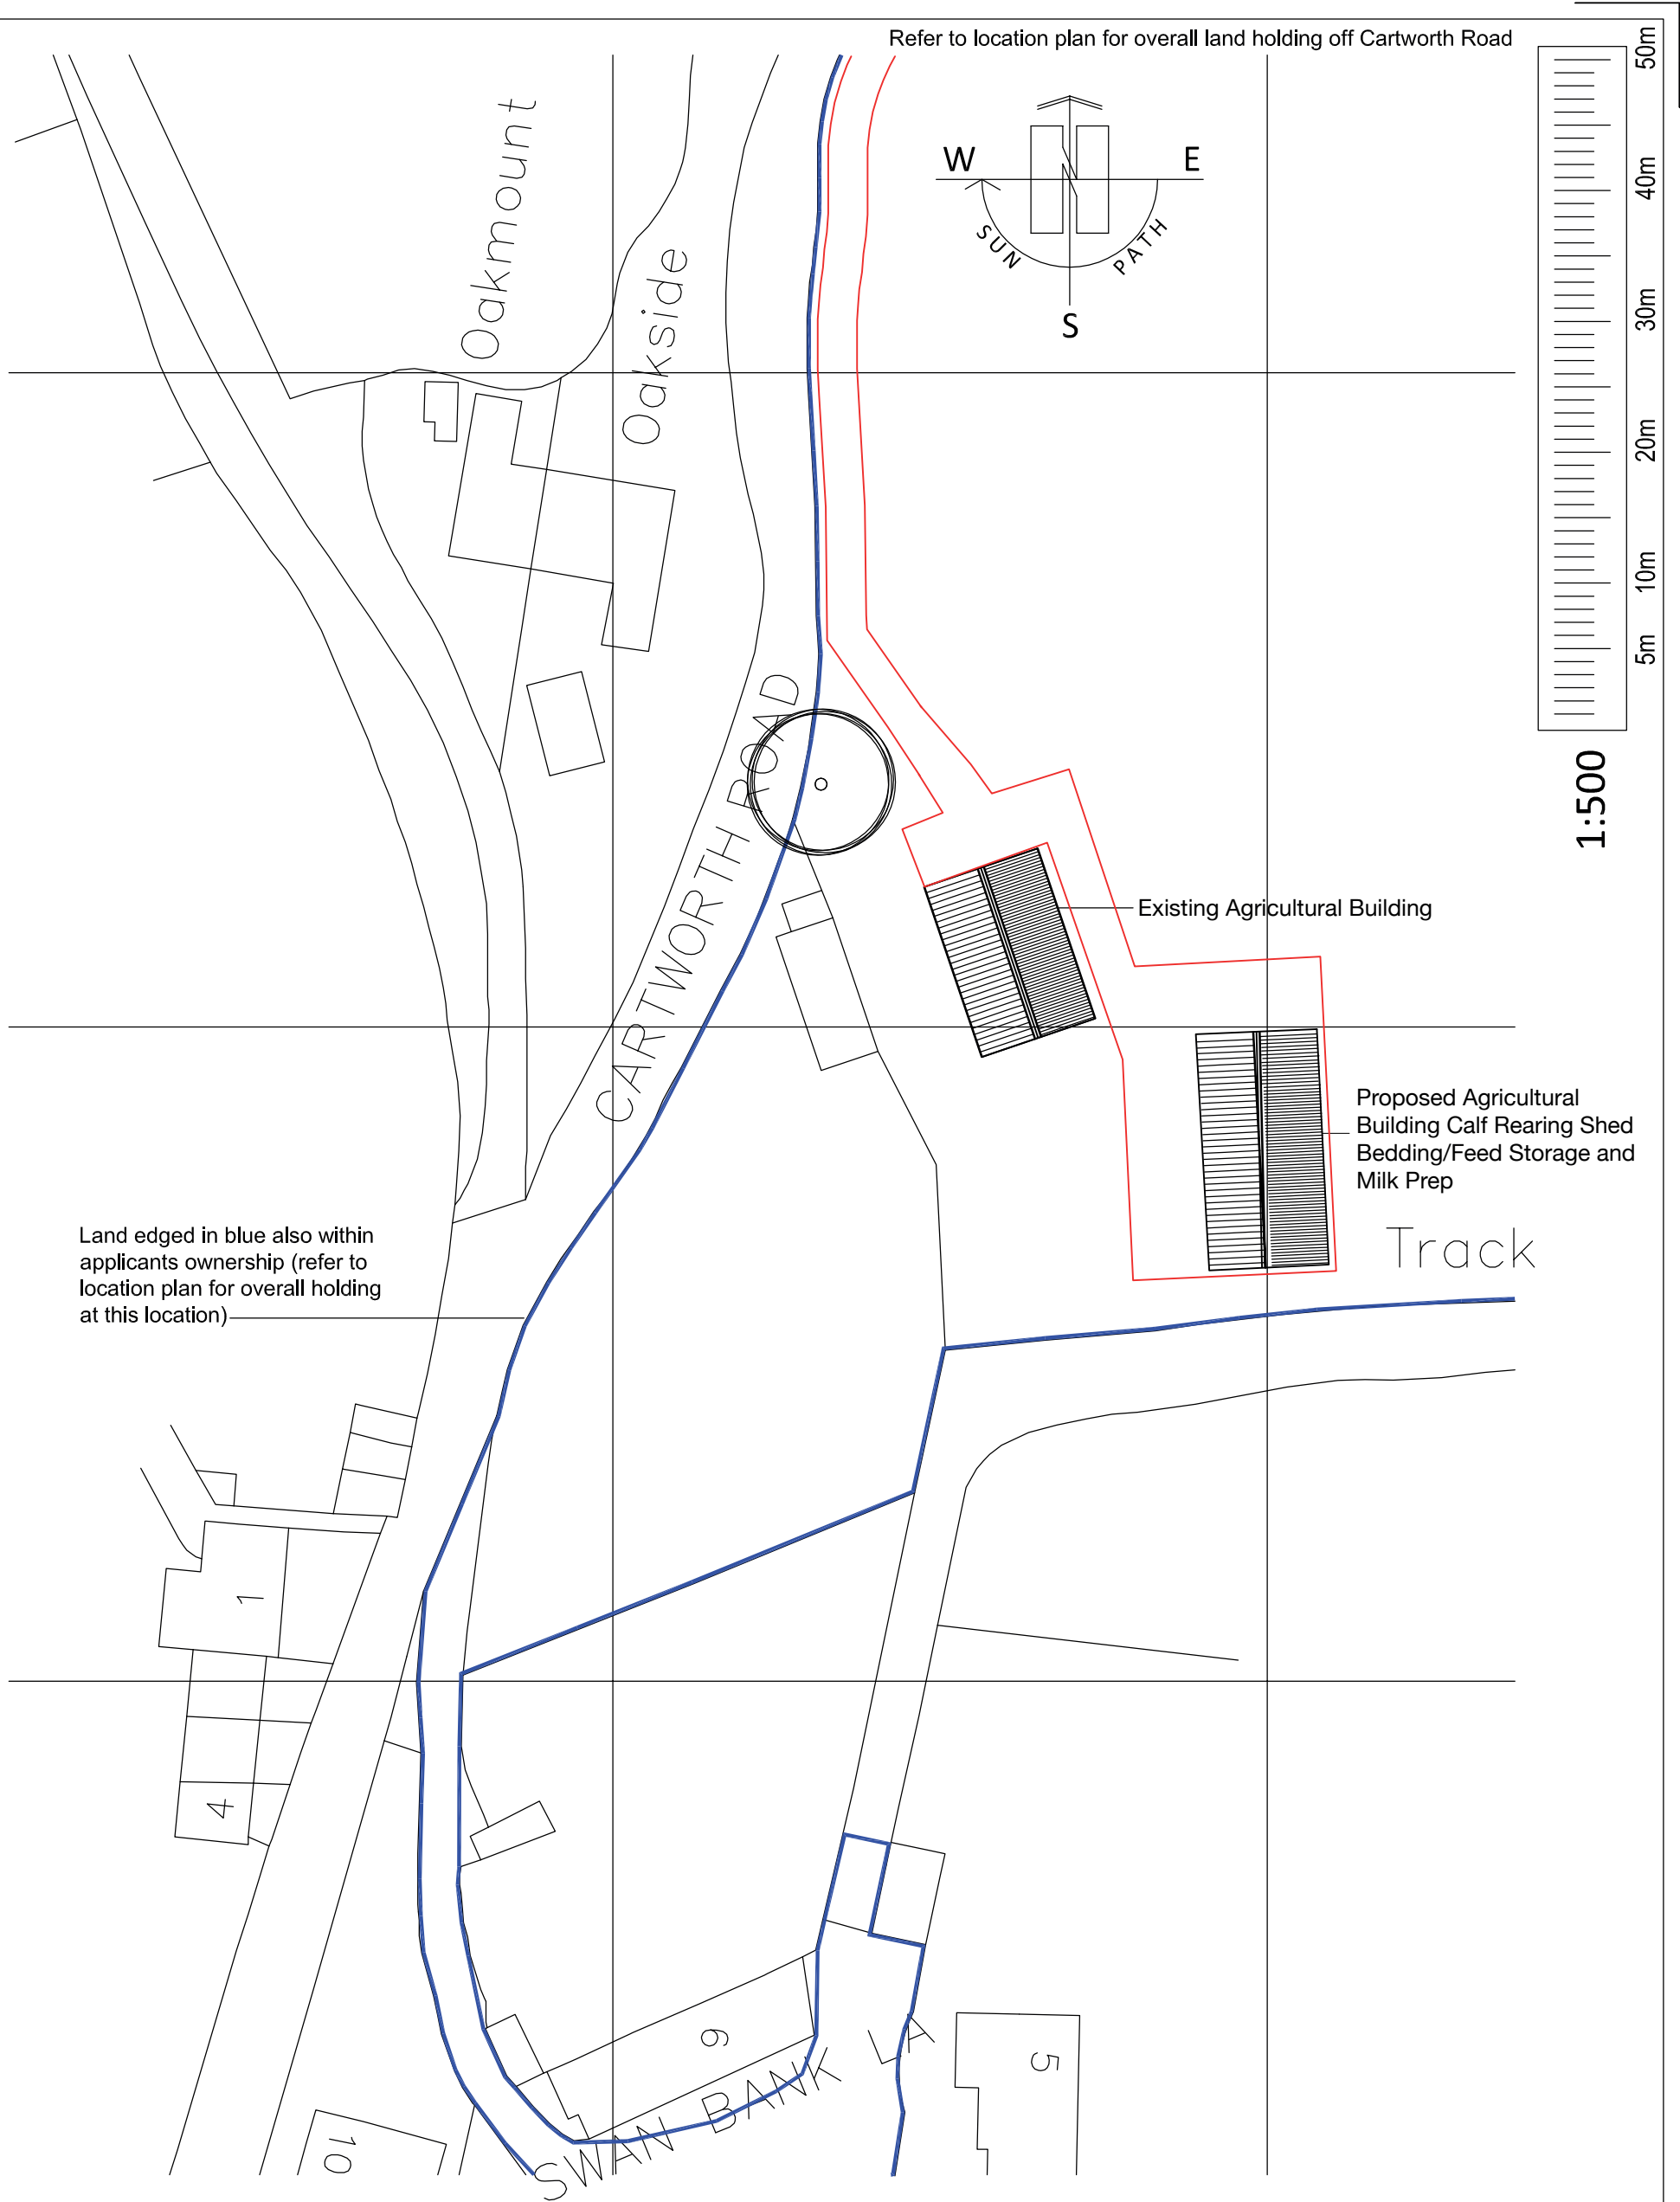 Refer to location plan for overall land holding off Cartworth Road
50m
40m
30m
20m
10m
5m
1:500
W
E
S
SUN PATH
Oakmount
Oakside
CARTWORTH ROAD
Existing Agricultural Building
Proposed Agricultural
Building Calf Rearing Shed
Bedding/Feed Storage and
Milk Prep
Track
Land edged in blue also within
applicants ownership (refer to
location plan for overall holding
at this location)
1
4
9
5
10
SWAN BANK LA